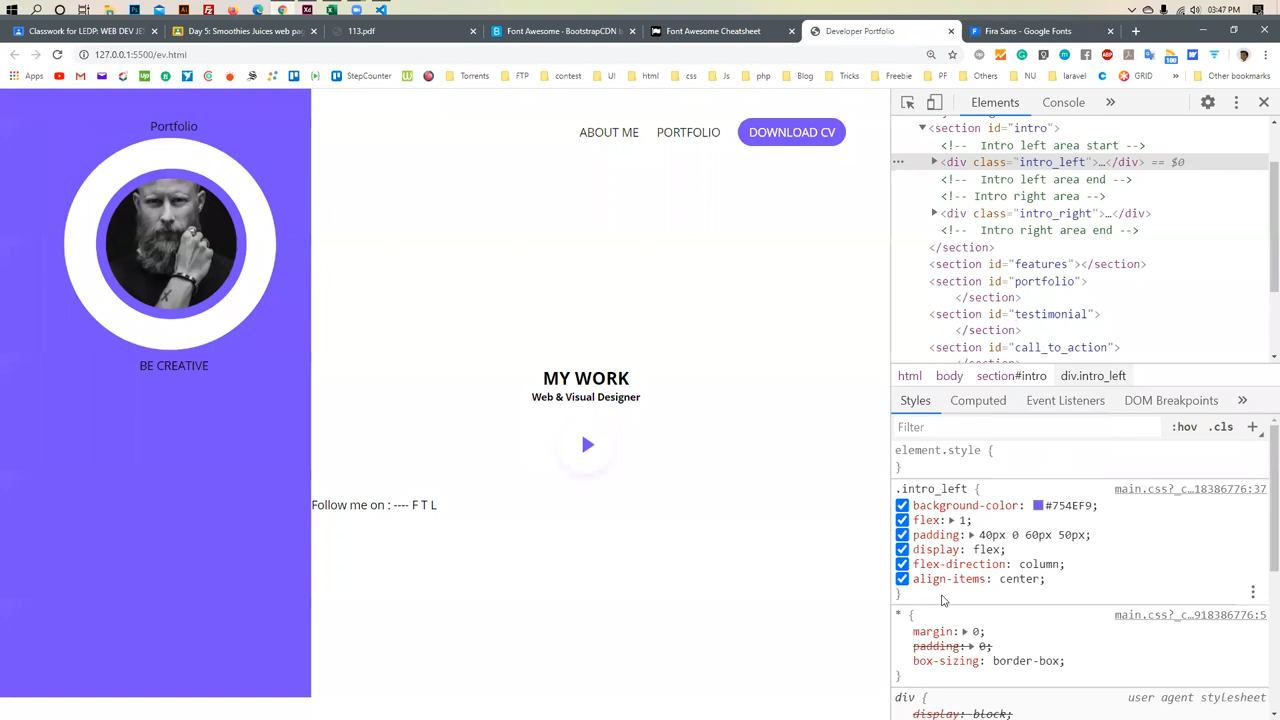 03:47 PM
Classwork for LEDP: WEB DEV JE
Day 5: Smoothies Juices web pag
113.pdf
Font Awesome · BootstrapCDN b
Font Awesome Cheatsheet
Developer Portfolio
Fira Sans - Google Fonts
127.0.0.1:5500/ev.html
Apps
StepCounter
Torrents
FTP
contest
UI
html
css
Js
php
Blog
Tricks
Freebie
PF
Others
NU
laravel
GRID
»
Other bookmarks
Portfolio
BE CREATIVE
ABOUT ME
PORTFOLIO
DOWNLOAD CV
MY WORK
Web & Visual Designer
Follow me on : ---- F T L
Elements
Console
»
<section id="intro">
<!-- Intro left area start -->
<div class="intro_left">…</div> == $0
<!-- Intro left area end -->
<!-- Intro right area -->
<div class="intro_right">…</div>
<!-- Intro right area end -->
</section>
<section id="features"></section>
<section id="portfolio">
</section>
<section id="testimonial">
</section>
<section id="call_to_action">
html body section#intro div.intro_left
Styles
Computed
Event Listeners
DOM Breakpoints
»
Filter
:hov .cls +
element.style {
}
.intro_left {
main.css?_c…18386776:37
background-color: #754EF9;
flex: 1;
padding: 40px 0 60px 50px;
display: flex;
flex-direction: column;
align-items: center;
}
* {
main.css?_c…918386776:5
margin: 0;
padding: 0;
box-sizing: border-box;
}
div {
user agent stylesheet
display: block;